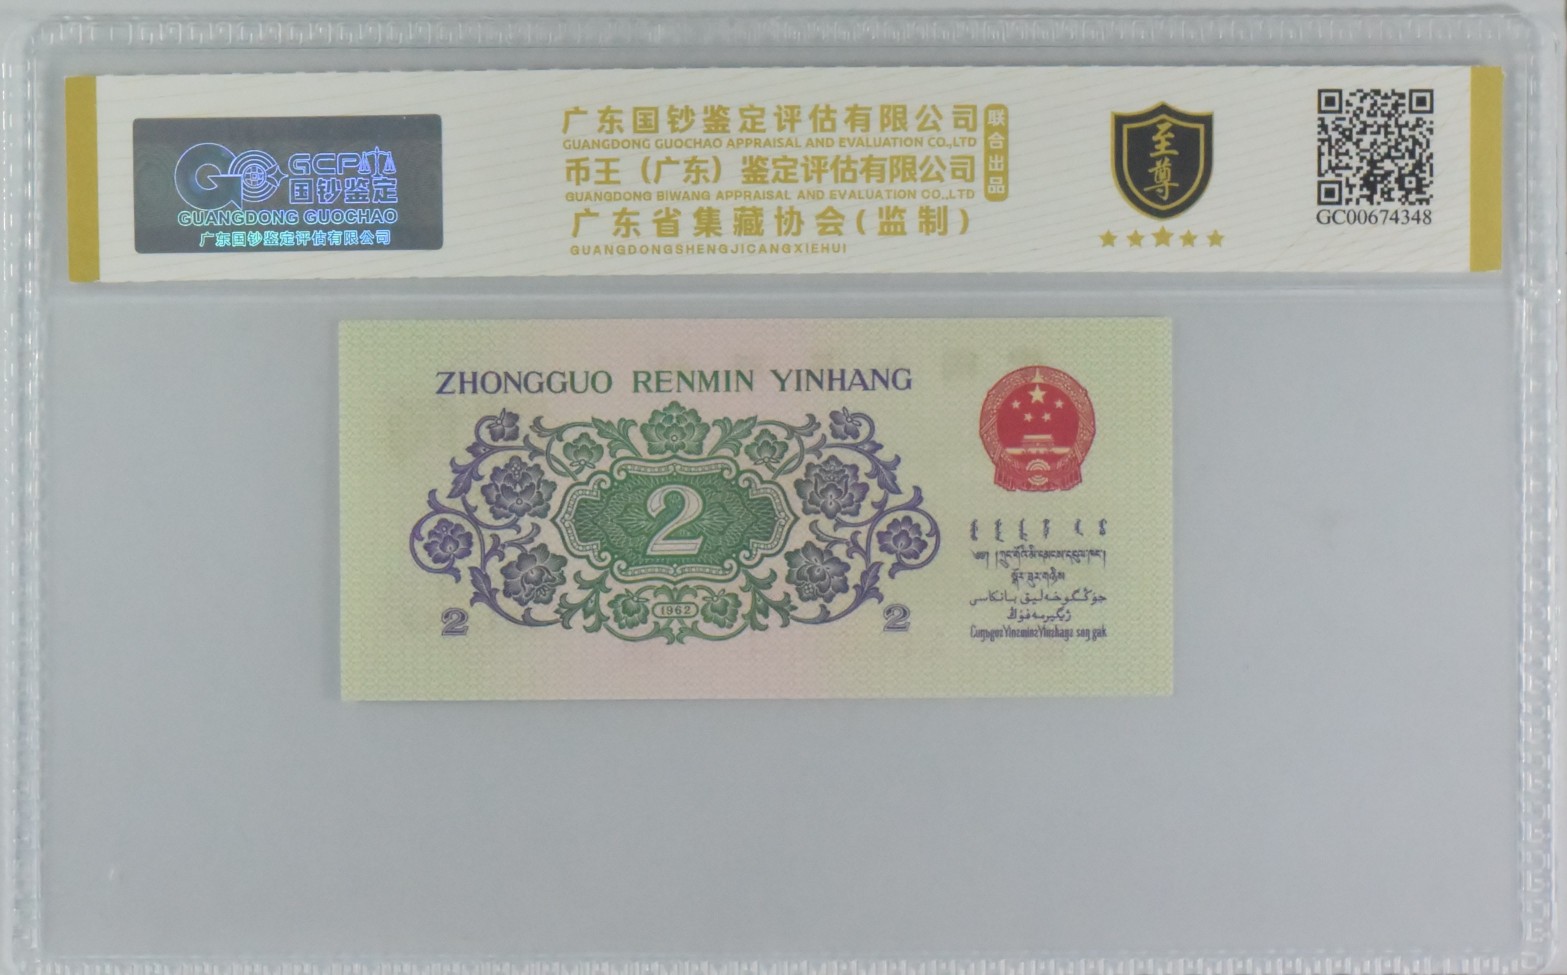 GCP
国钞鉴定
GUANGDONG GUOCHAO
广东国钞鉴定评估有限公司
广东国钞鉴定评估有限公司
GUANGDONG GUOCHAO APPRAISAL AND EVALUATION CO.,LTD
币王（广东）鉴定评估有限公司
GUANGDONG BIWANG APPRAISAL AND EVALUATION CO.,LTD
广东省集藏协会(监制)
GUANGDONGSHENGJICANGXIEHUI
联合出品
至尊
GC00674348
ZHONGGUO RENMIN YINHANG
2
1962
2
2
جۇڭگوخەلىق بانكاسى